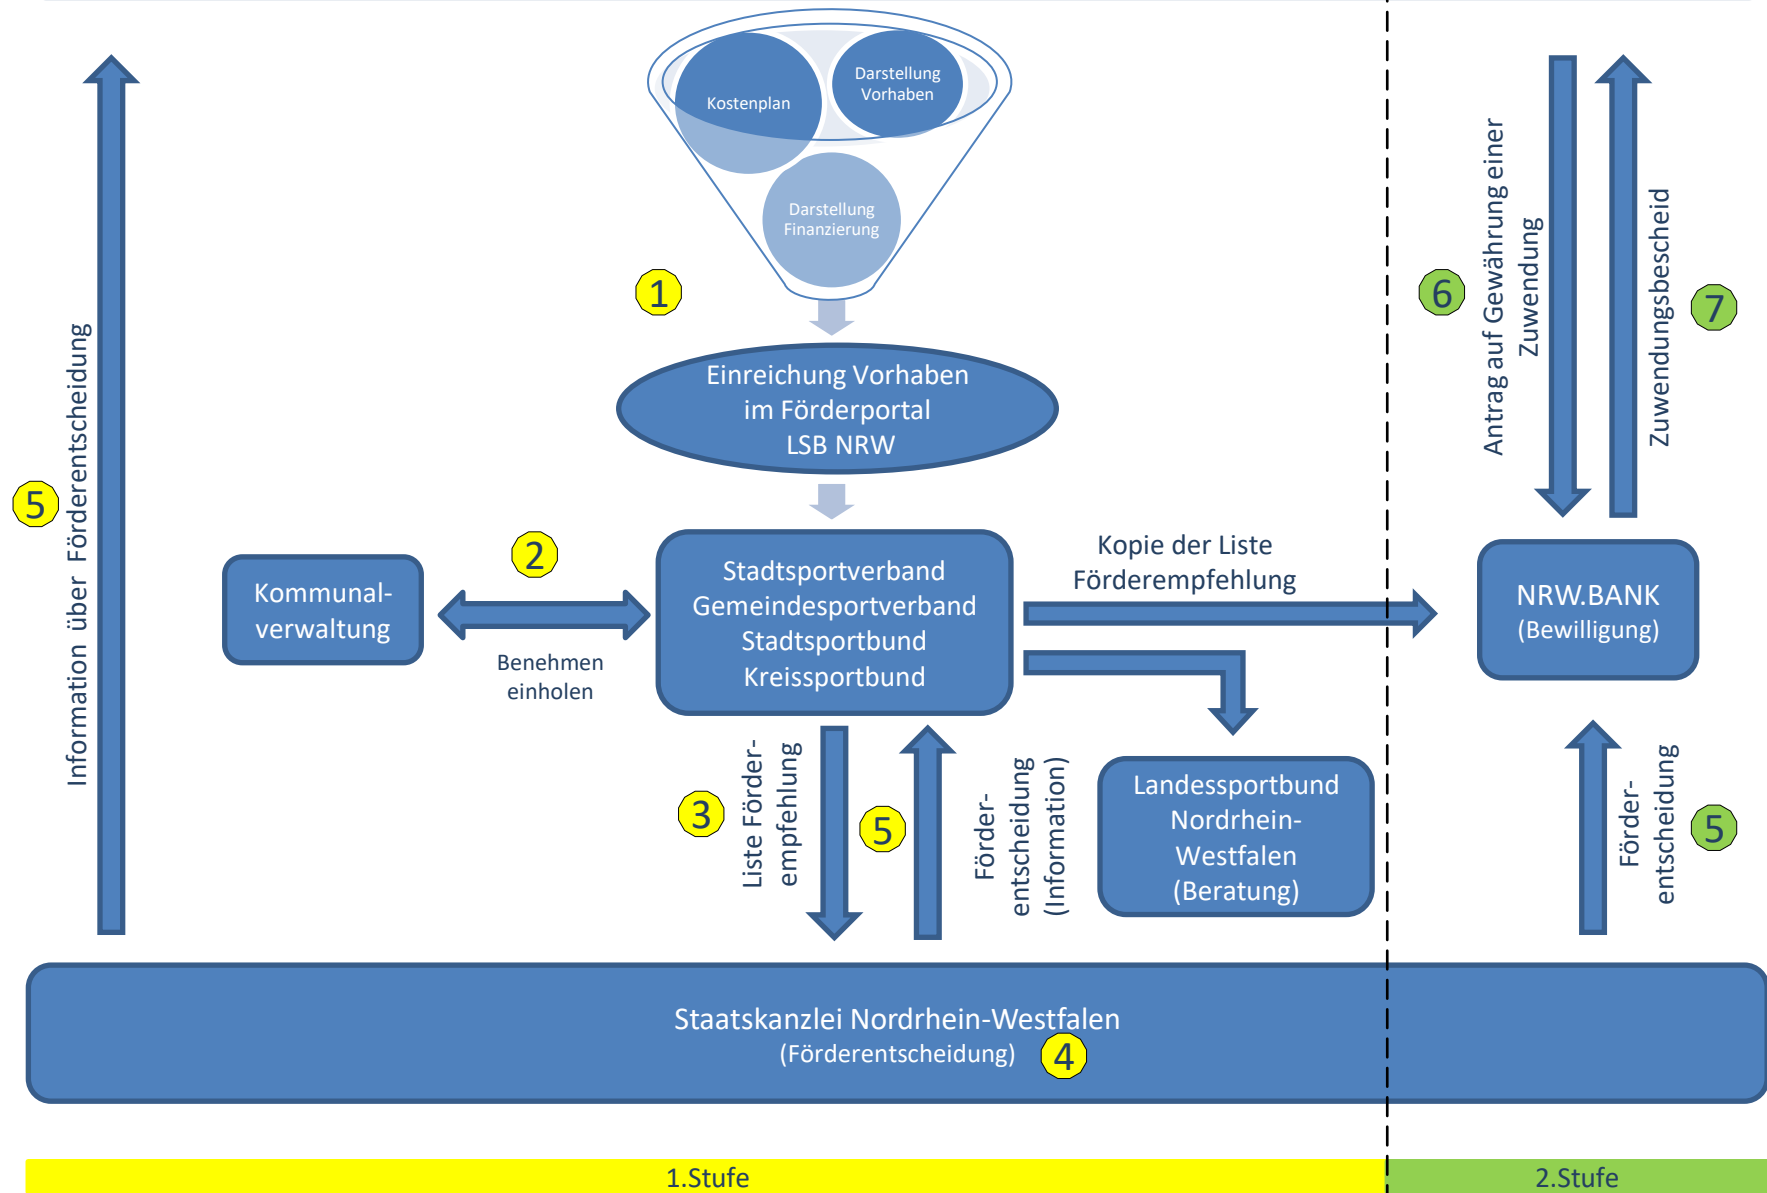 Kostenplan
Darstellung
Vorhaben
Darstellung
Finanzierung
1
Einreichung Vorhaben
im Förderportal
LSB NRW
5
Information über Förderentscheidung
Kommunal-
verwaltung
2
Benehmen
einholen
Stadtsportverband
Gemeindesportverband
Stadtsportbund
Kreissportbund
Kopie der Liste
Förderempfehlung
6
Antrag auf Gewährung einer
Zuwendung
Zuwendungsbescheid
7
NRW.BANK
(Bewilligung)
3
Liste Förder-
empfehlung
5
Förder-
entscheidung
(Information)
Landessportbund
Nordrhein-
Westfalen
(Beratung)
Förder-
entscheidung
5
Staatskanzlei Nordrhein-Westfalen
(Förderentscheidung) 4
1.Stufe
2.Stufe